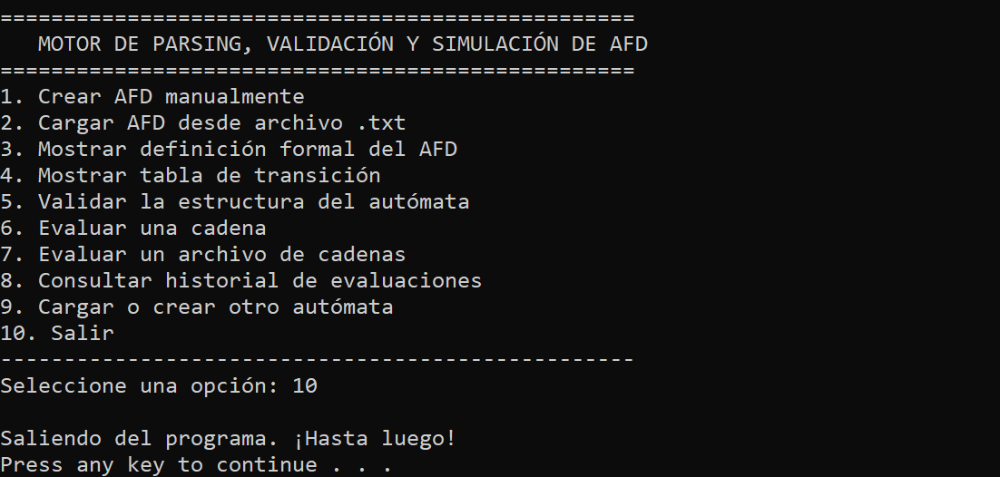 ==================================================
   MOTOR DE PARSING, VALIDACIÓN Y SIMULACIÓN DE AFD
==================================================
1. Crear AFD manualmente
2. Cargar AFD desde archivo .txt
3. Mostrar definición formal del AFD
4. Mostrar tabla de transición
5. Validar la estructura del autómata
6. Evaluar una cadena
7. Evaluar un archivo de cadenas
8. Consultar historial de evaluaciones
9. Cargar o crear otro autómata
10. Salir
--------------------------------------------------
Seleccione una opción: 10

Saliendo del programa. ¡Hasta luego!
Press any key to continue . . .